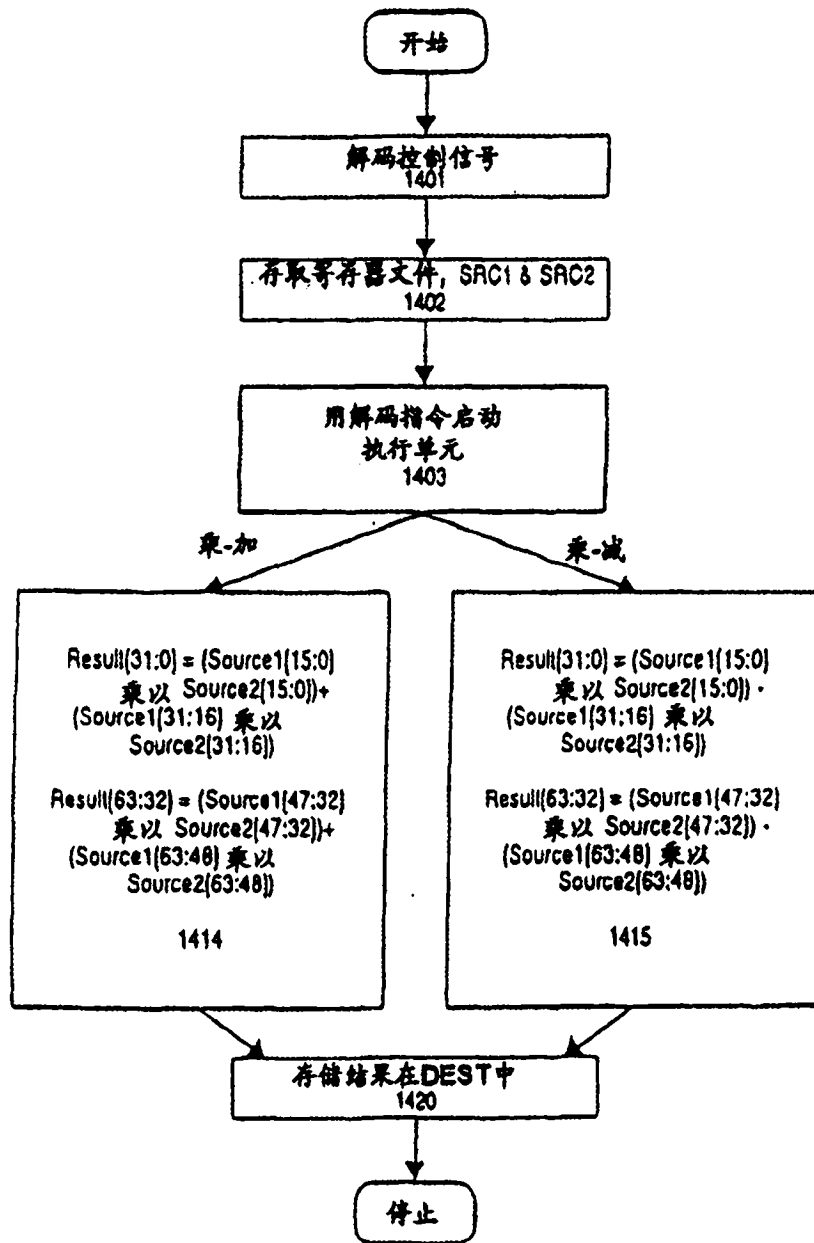 开始
解码控制信号
1401
存取寄存器文件, SRC1 & SRC2
1402
用解码指令启动
执行单元
1403
乘-加
乘-减
Result(31:0) = (Source1(15:0)
乘以 Source2(15:0))+
(Source1(31:16) 乘以
Source2(31:16))
Result(63:32) = (Source1(47:32)
乘以 Source2(47:32))+
(Source1(63:48) 乘以
Source2(63:48))
1414
Result(31:0) = (Source1(15:0)
乘以 Source2(15:0)) -
(Source1(31:16) 乘以
Source2(31:16))
Result(63:32) = (Source1(47:32)
乘以 Source2(47:32)) -
(Source1(63:48) 乘以
Source2(63:48))
1415
存储结果在DEST中
1420
停止